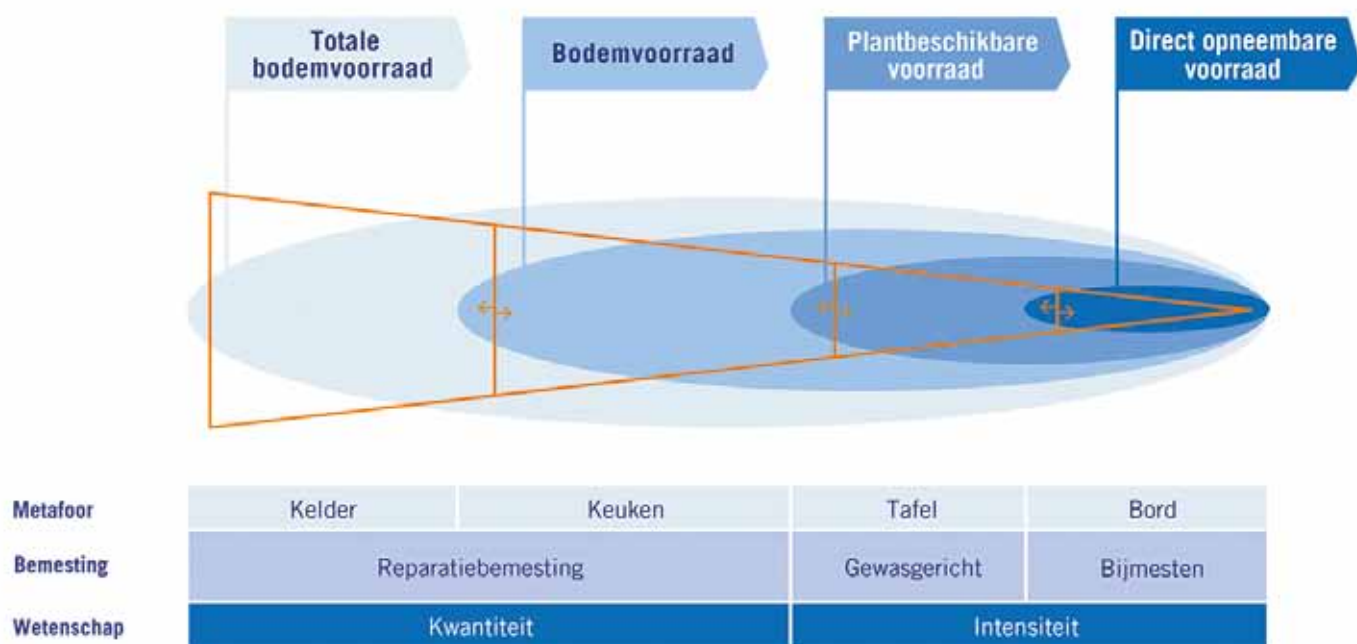 Totale
bodemvoorraad
Bodemvoorraad
Plantbeschikbare
voorraad
Direct opneembare
voorraad
Metafoor Kelder Keuken Tafel Bord
Bemesting Reparatiebemesting Gewasgericht Bijmesten
Wetenschap Kwantiteit Intensiteit